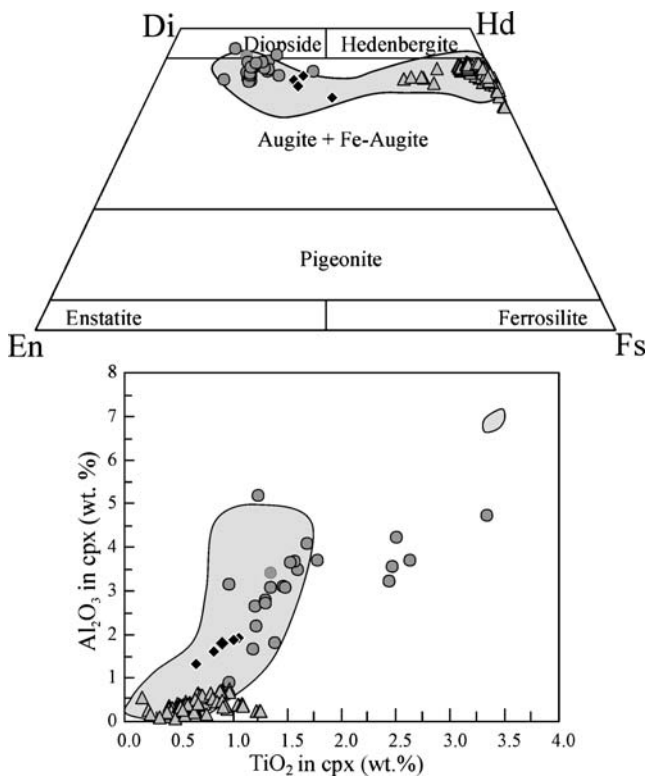 Di Hd
Diopside Hedenbergite
Augite + Fe-Augite
Pigeonite
Enstatite Ferrosilite
En Fs
8
7
6
5
4
3
2
1
0
Al₂O₃ in cpx (wt. %)
0.0 0.5 1.0 1.5 2.0 2.5 3.0 3.5 4.0
TiO₂ in cpx (wt.%)